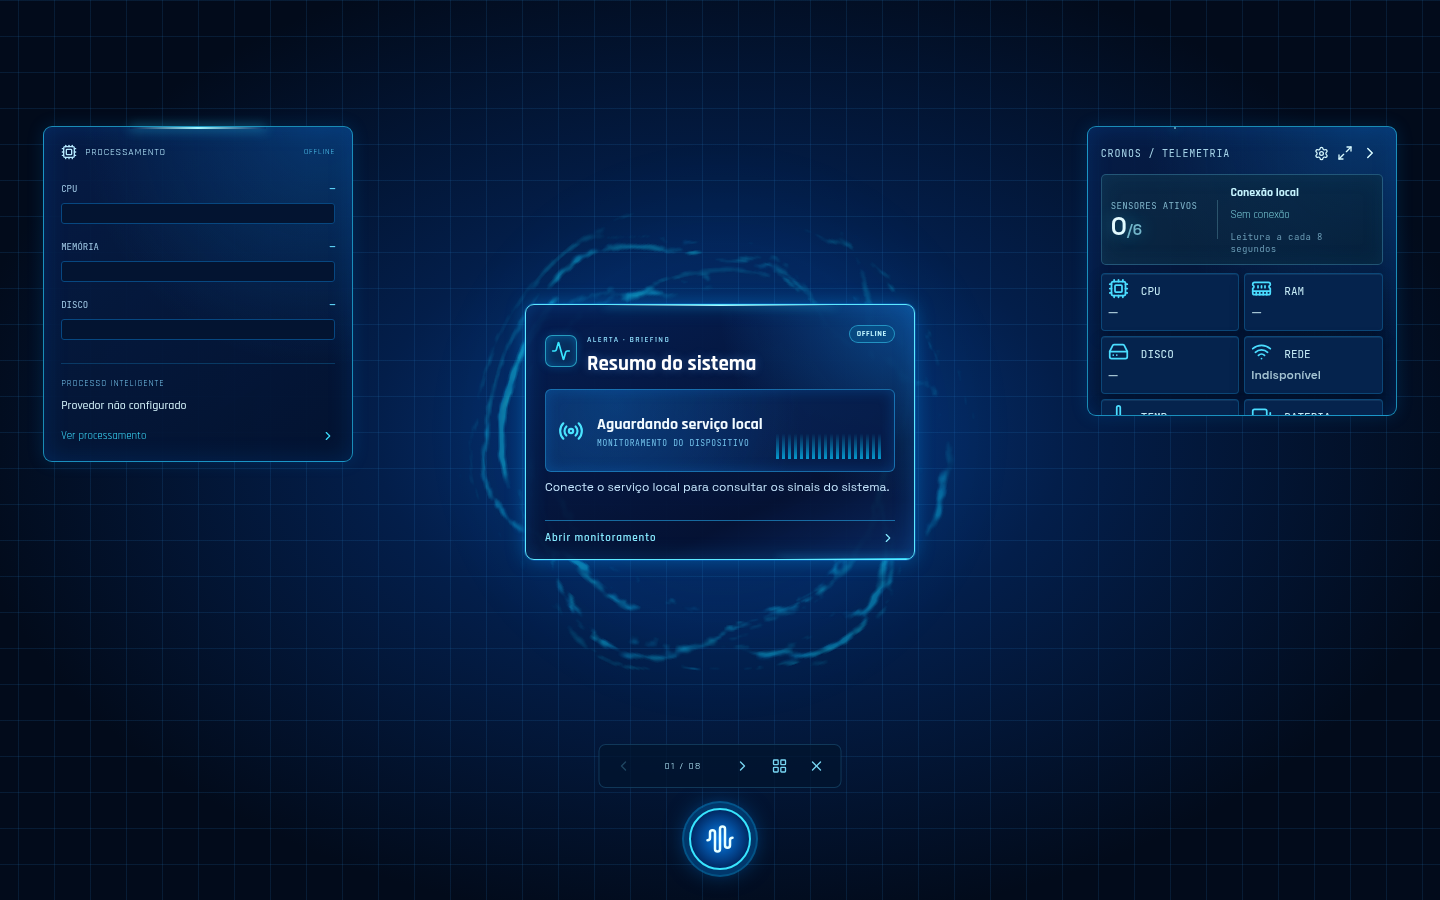 PROCESSAMENTO
OFFLINE
CPU
—
MEMÓRIA
—
DISCO
—
PROCESSO INTELIGENTE
Provedor não configurado
Ver processamento
ALERTA · BRIEFING
OFFLINE
Resumo do sistema
Aguardando serviço local
MONITORAMENTO DO DISPOSITIVO
Conecte o serviço local para consultar os sinais do sistema.
Abrir monitoramento
CRONOS / TELEMETRIA
SENSORES ATIVOS
0/6
Conexão local
Sem conexão
Leitura a cada 8
segundos
CPU
—
RAM
—
DISCO
—
REDE
Indisponível
TEMP
BATERIA
01 / 08